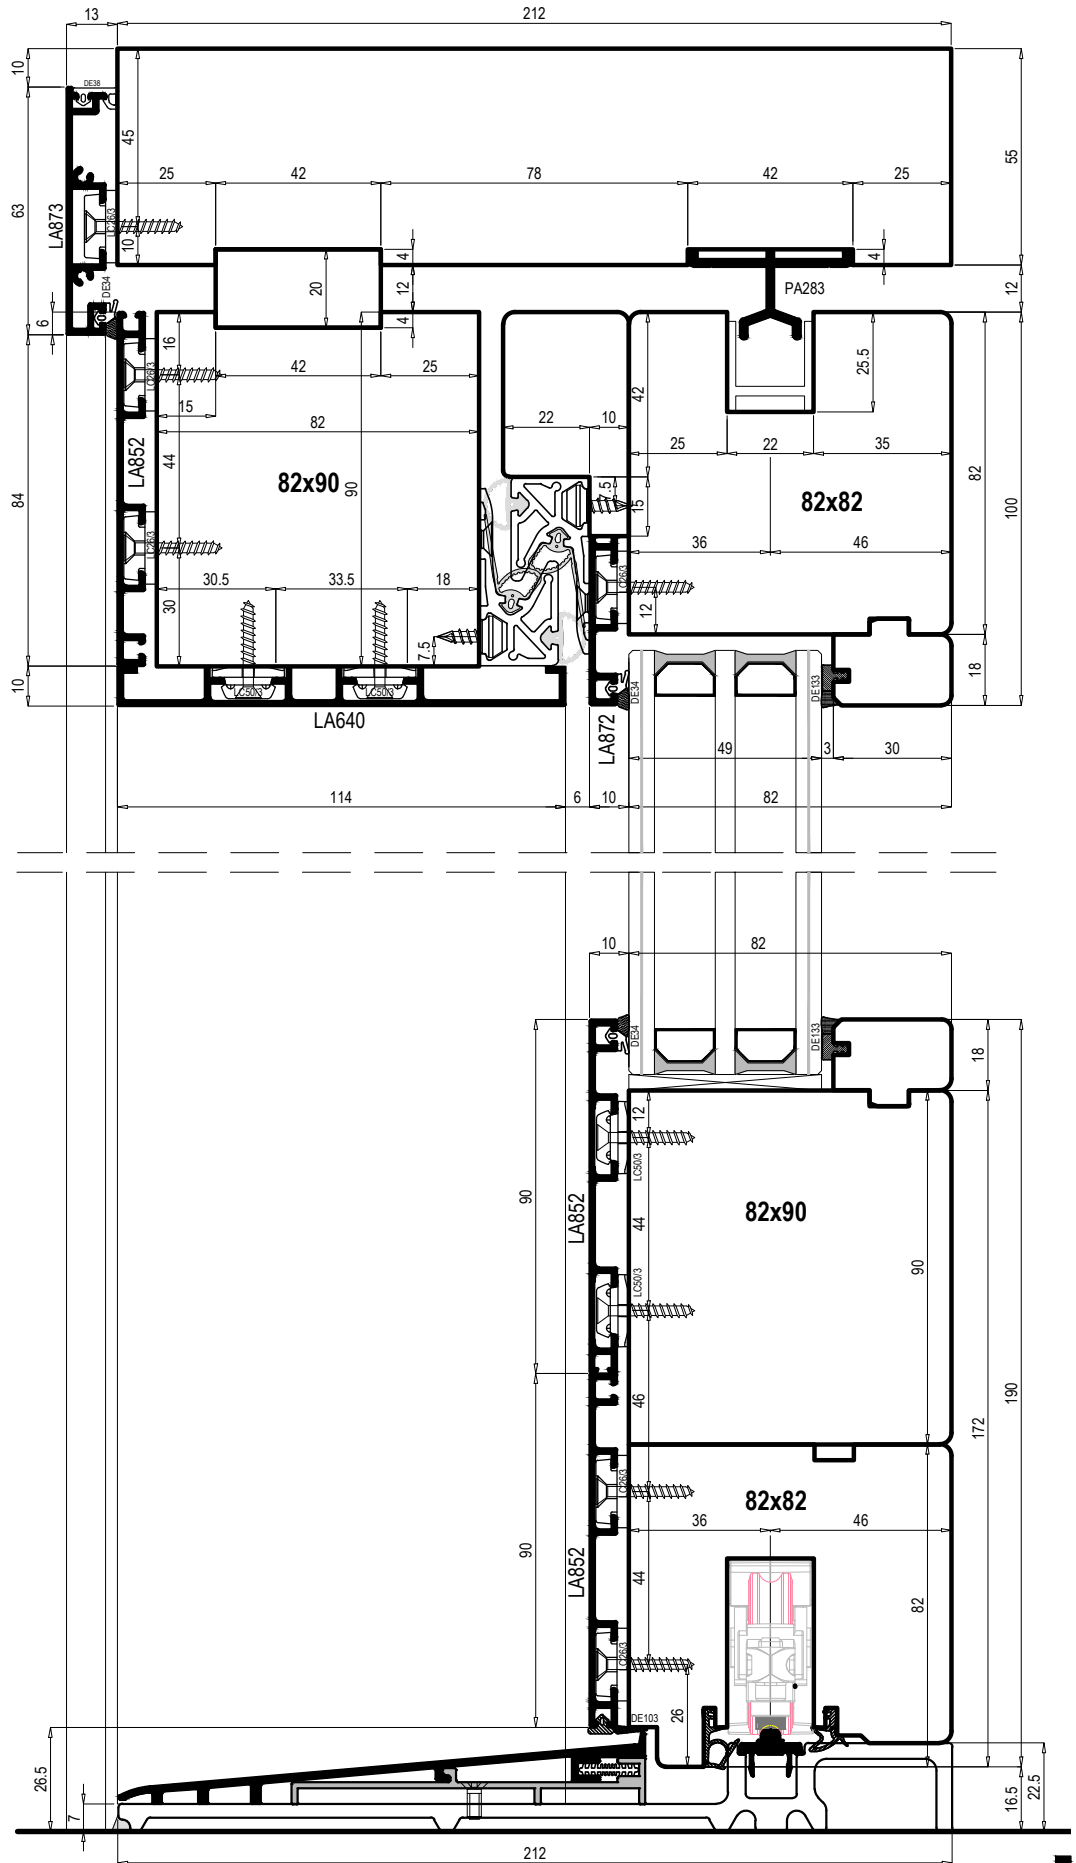 13
212
10
DE38
45
55
25
42
78
42
25
63
LA873
LC26/3
10
4
4
DE34
20
12
PA283
12
6
4
16
LC26/3
42
25
42
25.5
15
82
22
10
25
22
35
82
100
84
LA852
44
82x90
90
7.5
15
82x82
LC26/3
36
46
30.5
33.5
18
LC26/3
12
30
7.5
18
10
LC50/3
LC50/3
DE34
DE133
LA640
LA872
49
3
30
114
6
10
82
10
82
DE34
DE133
18
12
LC50/3
90
LA852
44
82x90
LC50/3
90
46
190
172
LC26/3
82x82
36
46
90
LA852
44
82
LC26/3
DE103
26
26.5
7
16.5
22.5
212